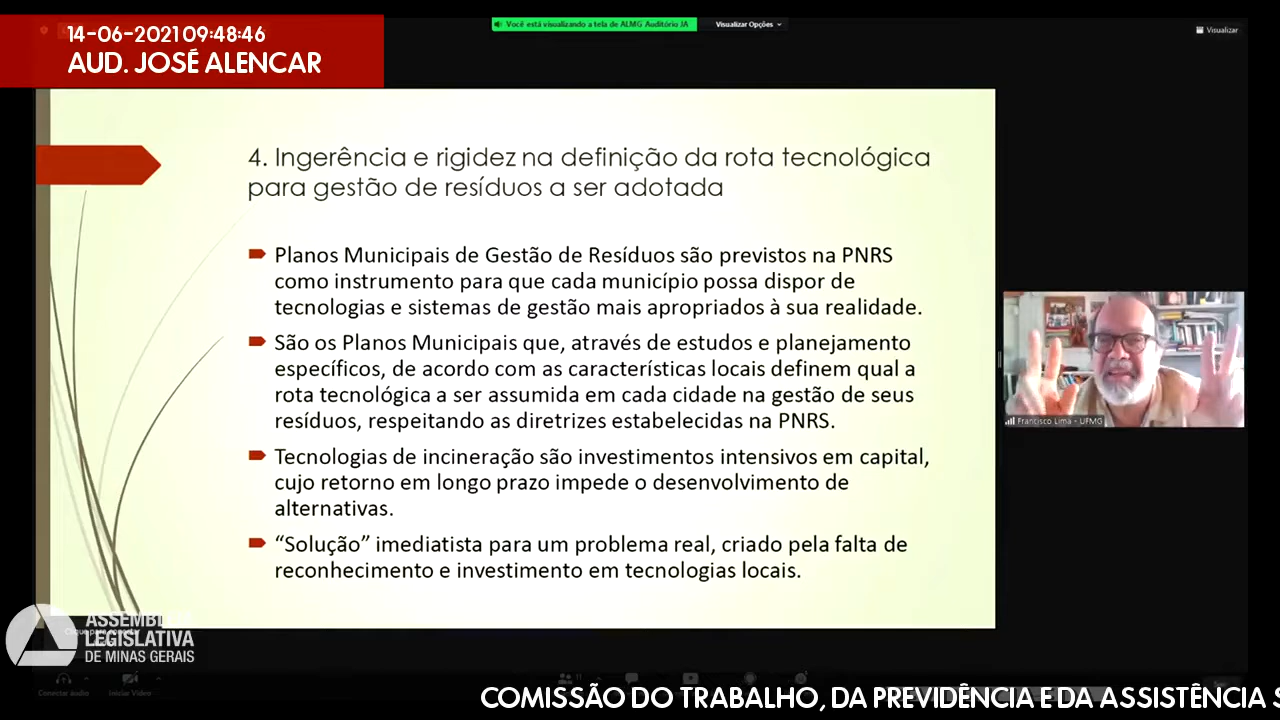 14-06-2021 09:48:46
AUD. JOSÉ ALENCAR
Você está visualizando a tela de ALMG Auditório JA
Visualizar Opções
Visualizar
4. Ingerência e rigidez na definição da rota tecnológica
para gestão de resíduos a ser adotada
Planos Municipais de Gestão de Resíduos são previstos na PNRS
como instrumento para que cada município possa dispor de
tecnologias e sistemas de gestão mais apropriados à sua realidade.
São os Planos Municipais que, através de estudos e planejamento
específicos, de acordo com as características locais definem qual a
rota tecnológica a ser assumida em cada cidade na gestão de seus
resíduos, respeitando as diretrizes estabelecidas na PNRS.
Tecnologias de incineração são investimentos intensivos em capital,
cujo retorno em longo prazo impede o desenvolvimento de
alternativas.
“Solução” imediatista para um problema real, criado pela falta de
reconhecimento e investimento em tecnologias locais.
Francisco Lima - UFMG
ASSEMBLEIA
LEGISLATIVA
DE MINAS GERAIS
Conectar áudio
Iniciar Vídeo
11
COMISSÃO DO TRABALHO, DA PREVIDÊNCIA E DA ASSISTÊNCIA S